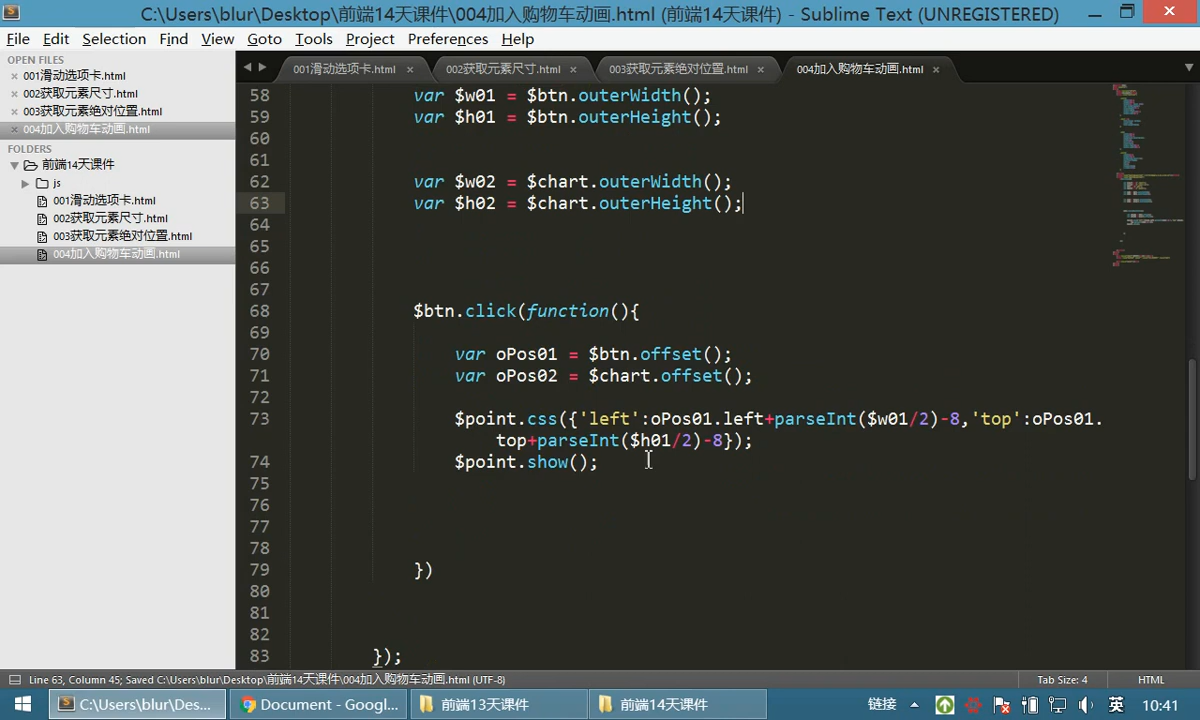 C:\Users\blur\Desktop\前端14天课件\004加入购物车动画.html (前端14天课件) - Sublime Text (UNREGISTERED)
File Edit Selection Find View Goto Tools Project Preferences Help
OPEN FILES
001滑动选项卡.html
002获取元素尺寸.html
003获取元素绝对位置.html
004加入购物车动画.html
FOLDERS
前端14天课件
js
001滑动选项卡.html
002获取元素尺寸.html
003获取元素绝对位置.html
004加入购物车动画.html
001滑动选项卡.html 002获取元素尺寸.html 003获取元素绝对位置.html 004加入购物车动画.html
58 var $w01 = $btn.outerWidth();
59 var $h01 = $btn.outerHeight();
60
61
62 var $w02 = $chart.outerWidth();
63 var $h02 = $chart.outerHeight();
64
65
66
67
68 $btn.click(function(){
69
70 var oPos01 = $btn.offset();
71 var oPos02 = $chart.offset();
72
73 $point.css({'left':oPos01.left+parseInt($w01/2)-8,'top':oPos01.
top+parseInt($h01/2)-8});
74 $point.show();
75
76
77
78
79 })
80
81
82
83 });
Line 63, Column 45; Saved C:\Users\blur\Desktop\前端14天课件\004加入购物车动画.html (UTF-8) Tab Size: 4 HTML
C:\Users\blur\Des... Document - Googl... 前端13天课件 前端14天课件 链接 英 10:41